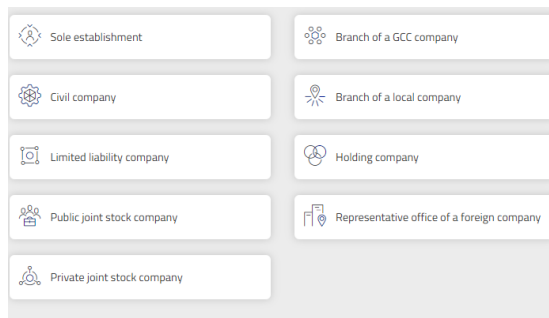 Sole establishment
Branch of a GCC company
Civil company
Branch of a local company
Limited liability company
Holding company
Public joint stock company
Representative office of a foreign company
Private joint stock company